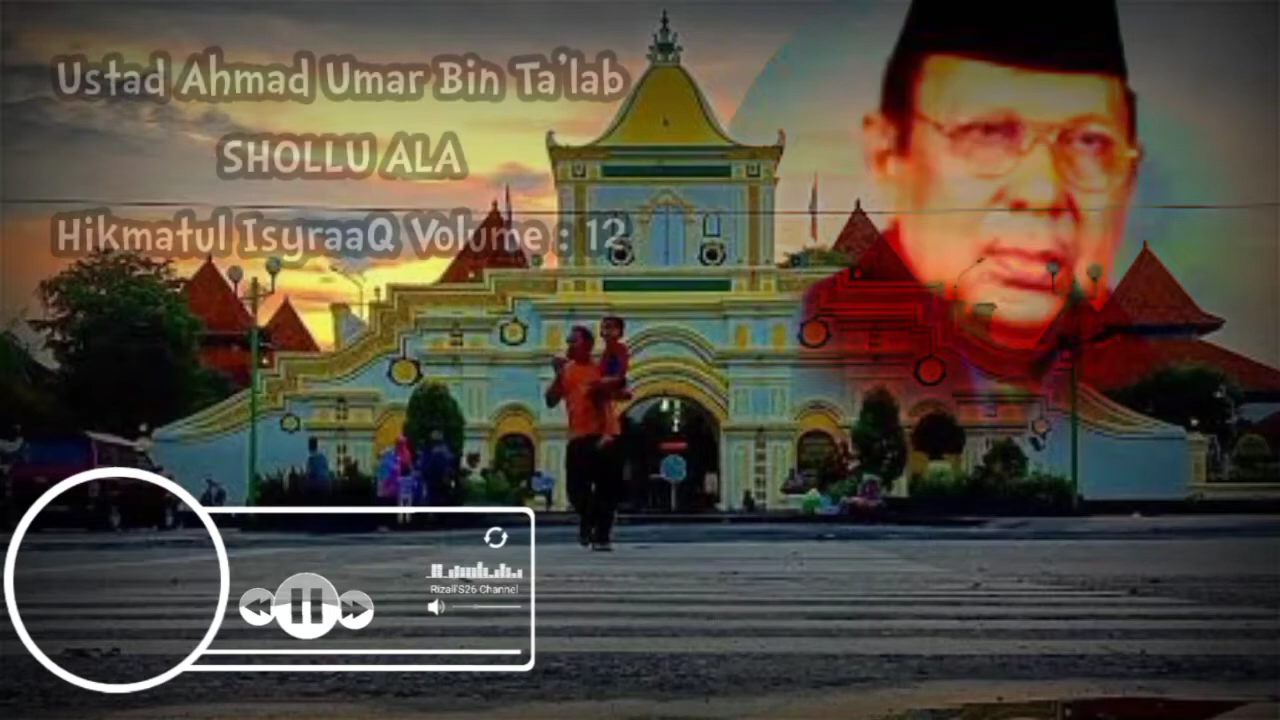 Ustad Ahmad Umar Bin Ta'lab
SHOLLU ALA
Hikmatul IsyraaQ Volume : 12
Rizall'S26 Channel